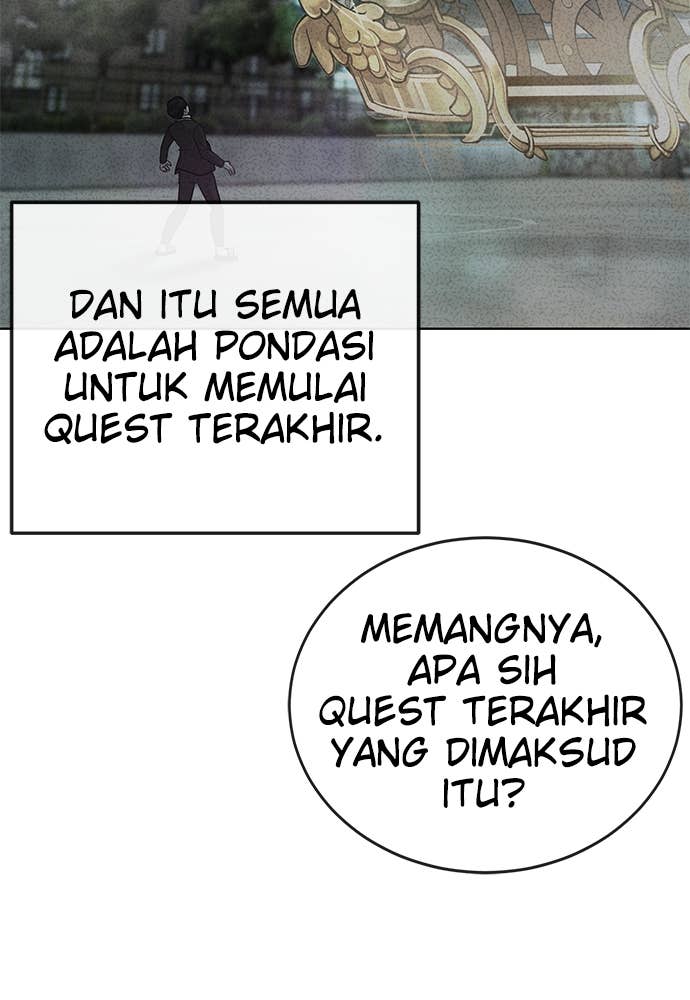 DAN ITU SEMUA
ADALAH PONDASI
UNTUK MEMULAI
QUEST TERAKHIR.
MEMANGNYA,
APA SIH
QUEST TERAKHIR
YANG DIMAKSUD
ITU?